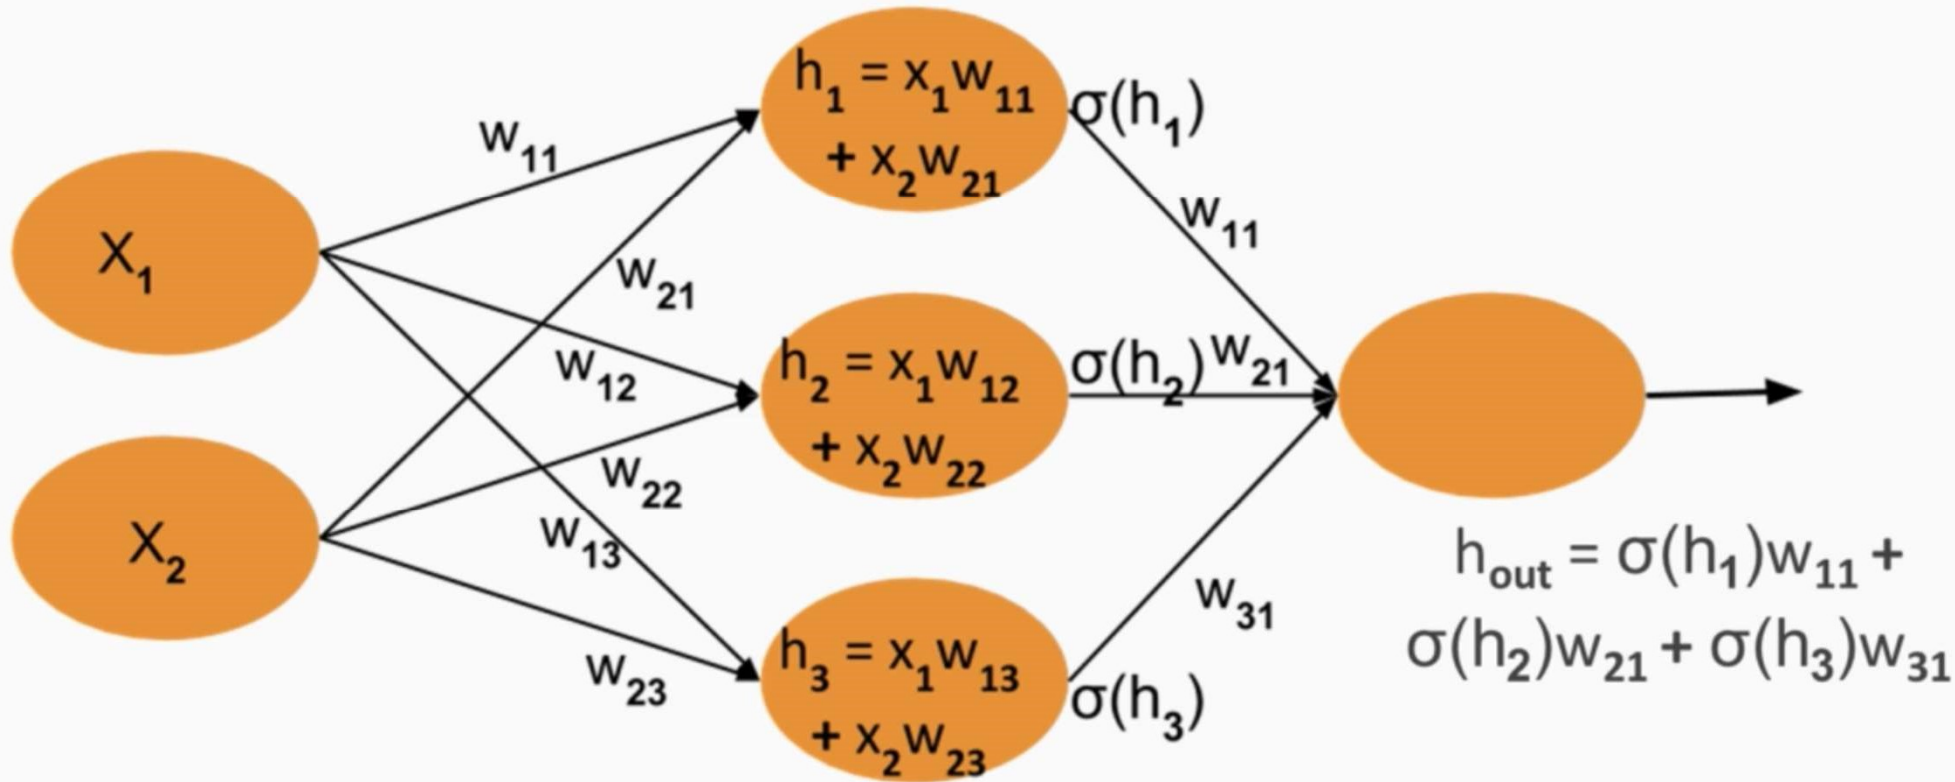 X₁
X₂
w₁₁
w₂₁
w₁₂
w₂₂
w₁₃
w₂₃
h₁ = x₁w₁₁
+ x₂w₂₁
h₂ = x₁w₁₂
+ x₂w₂₂
h₃ = x₁w₁₃
+ x₂w₂₃
σ(h₁)
w₁₁
σ(h₂) w₂₁
w₃₁
σ(h₃)
hₒᵤₜ = σ(h₁)w₁₁ +
σ(h₂)w₂₁ + σ(h₃)w₃₁